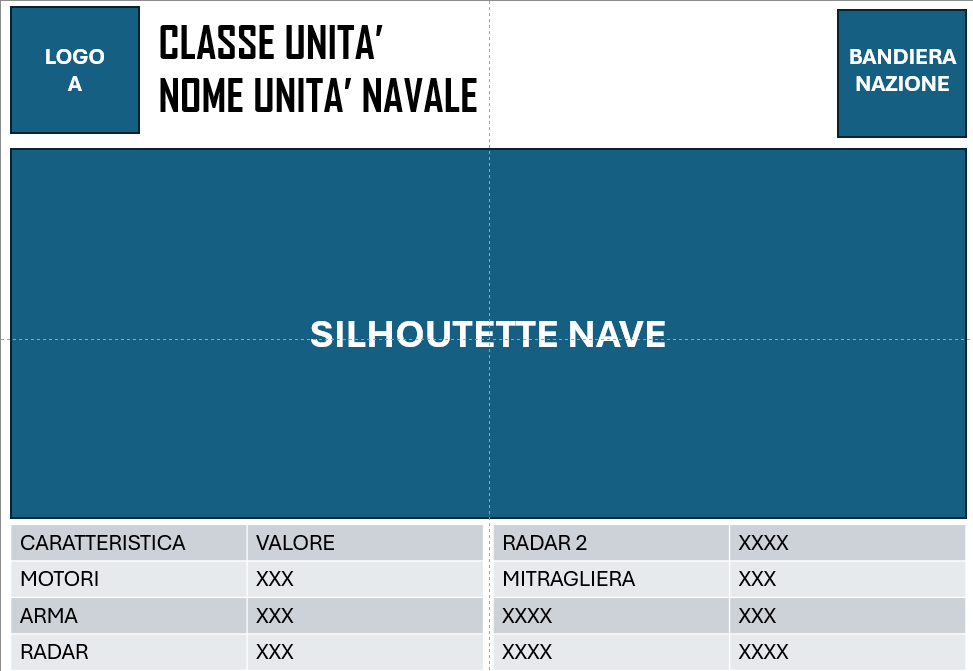 LOGO
A
CLASSE UNITA’
NOME UNITA’ NAVALE
BANDIERA
NAZIONE
SILHOUTETTE NAVE
CARATTERISTICA VALORE RADAR 2 XXXX
MOTORI XXX MITRAGLIERA XXX
ARMA XXX XXXX XXX
RADAR XXX XXXX XXXX